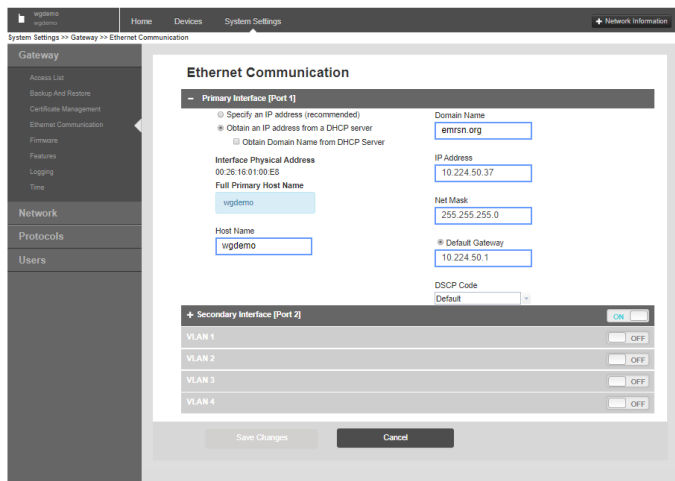 wgdemo
wgdemo
Home
Devices
System Settings
+ Network Information
System Settings >> Gateway >> Ethernet Communication
Gateway
Access List
Backup And Restore
Certificate Management
Ethernet Communication
Firmware
Features
Logging
Time
Network
Protocols
Users
Ethernet Communication
– Primary Interface [Port 1]
Specify an IP address (recommended)
Obtain an IP address from a DHCP server
Obtain Domain Name from DHCP Server
Interface Physical Address
00:26:16:01:00:E8
Full Primary Host Name
wgdemo
Host Name
wgdemo
Domain Name
emrsn.org
IP Address
10.224.50.37
Net Mask
255.255.255.0
Default Gateway
10.224.50.1
DSCP Code
Default
+ Secondary Interface [Port 2]
ON
VLAN 1
OFF
VLAN 2
OFF
VLAN 3
OFF
VLAN 4
OFF
Save Changes
Cancel